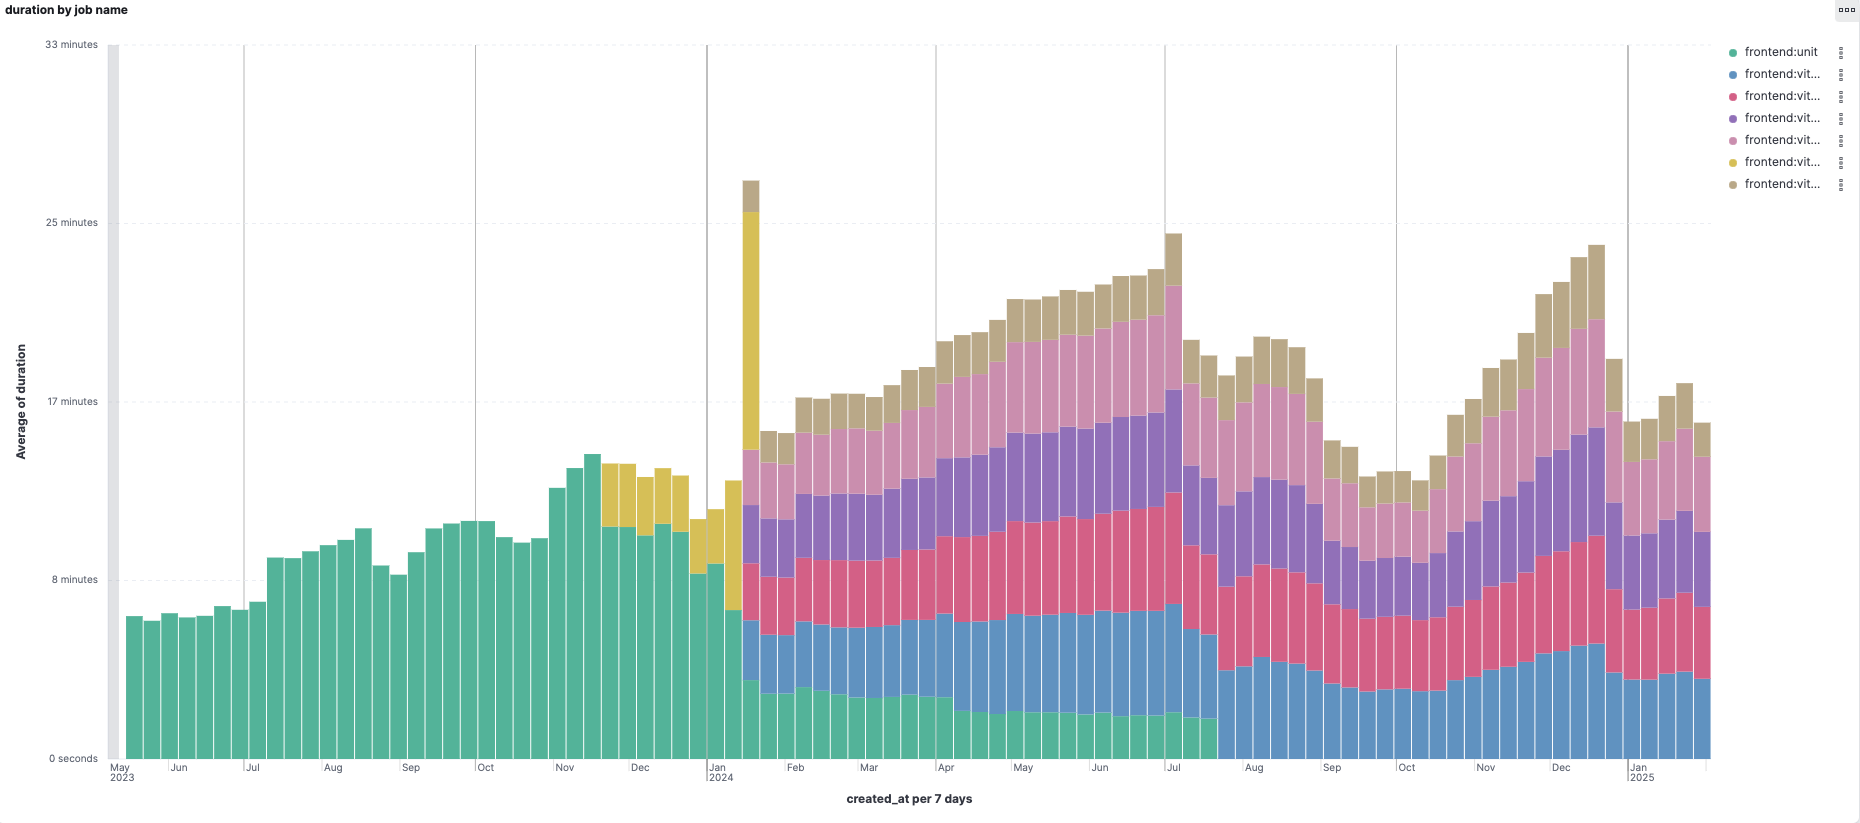 duration by job name
33 minutes
25 minutes
17 minutes
8 minutes
0 seconds
Average of duration
May
2023
Jun
Jul
Aug
Sep
Oct
Nov
Dec
Jan
2024
Feb
Mar
Apr
May
Jun
Jul
Aug
Sep
Oct
Nov
Dec
Jan
2025
created_at per 7 days
frontend:unit
frontend:vit...
frontend:vit...
frontend:vit...
frontend:vit...
frontend:vit...
frontend:vit...